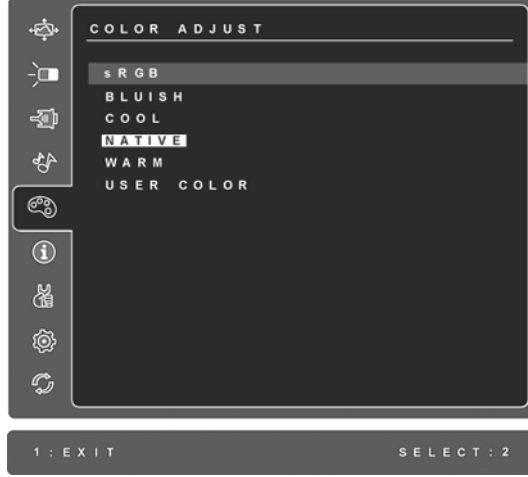 COLOR ADJUST
sRGB
BLUISH
COOL
NATIVE
WARM
USER COLOR
1:EXIT SELECT:2